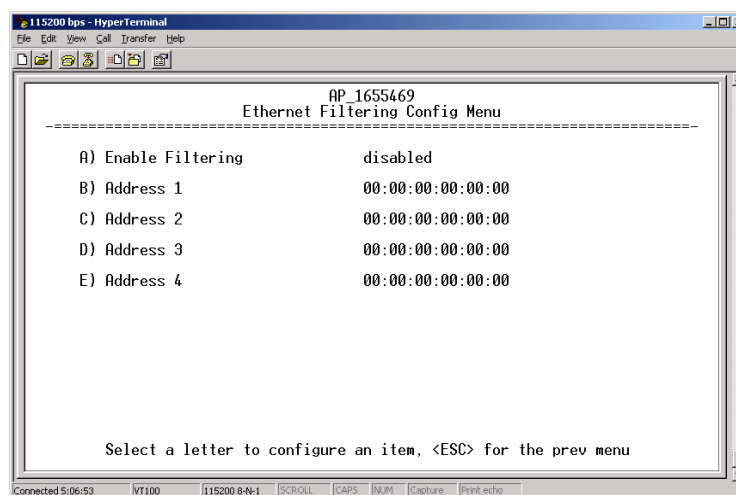 115200 bps - HyperTerminal
File Edit View Call Transfer Help
AP_1655469
Ethernet Filtering Config Menu
-==========================================================================-
A) Enable Filtering disabled
B) Address 1 00:00:00:00:00:00
C) Address 2 00:00:00:00:00:00
D) Address 3 00:00:00:00:00:00
E) Address 4 00:00:00:00:00:00
Select a letter to configure an item, <ESC> for the prev menu
Connected 5:06:53 VT100 115200 8-N-1 SCROLL CAPS NUM Capture Print echo